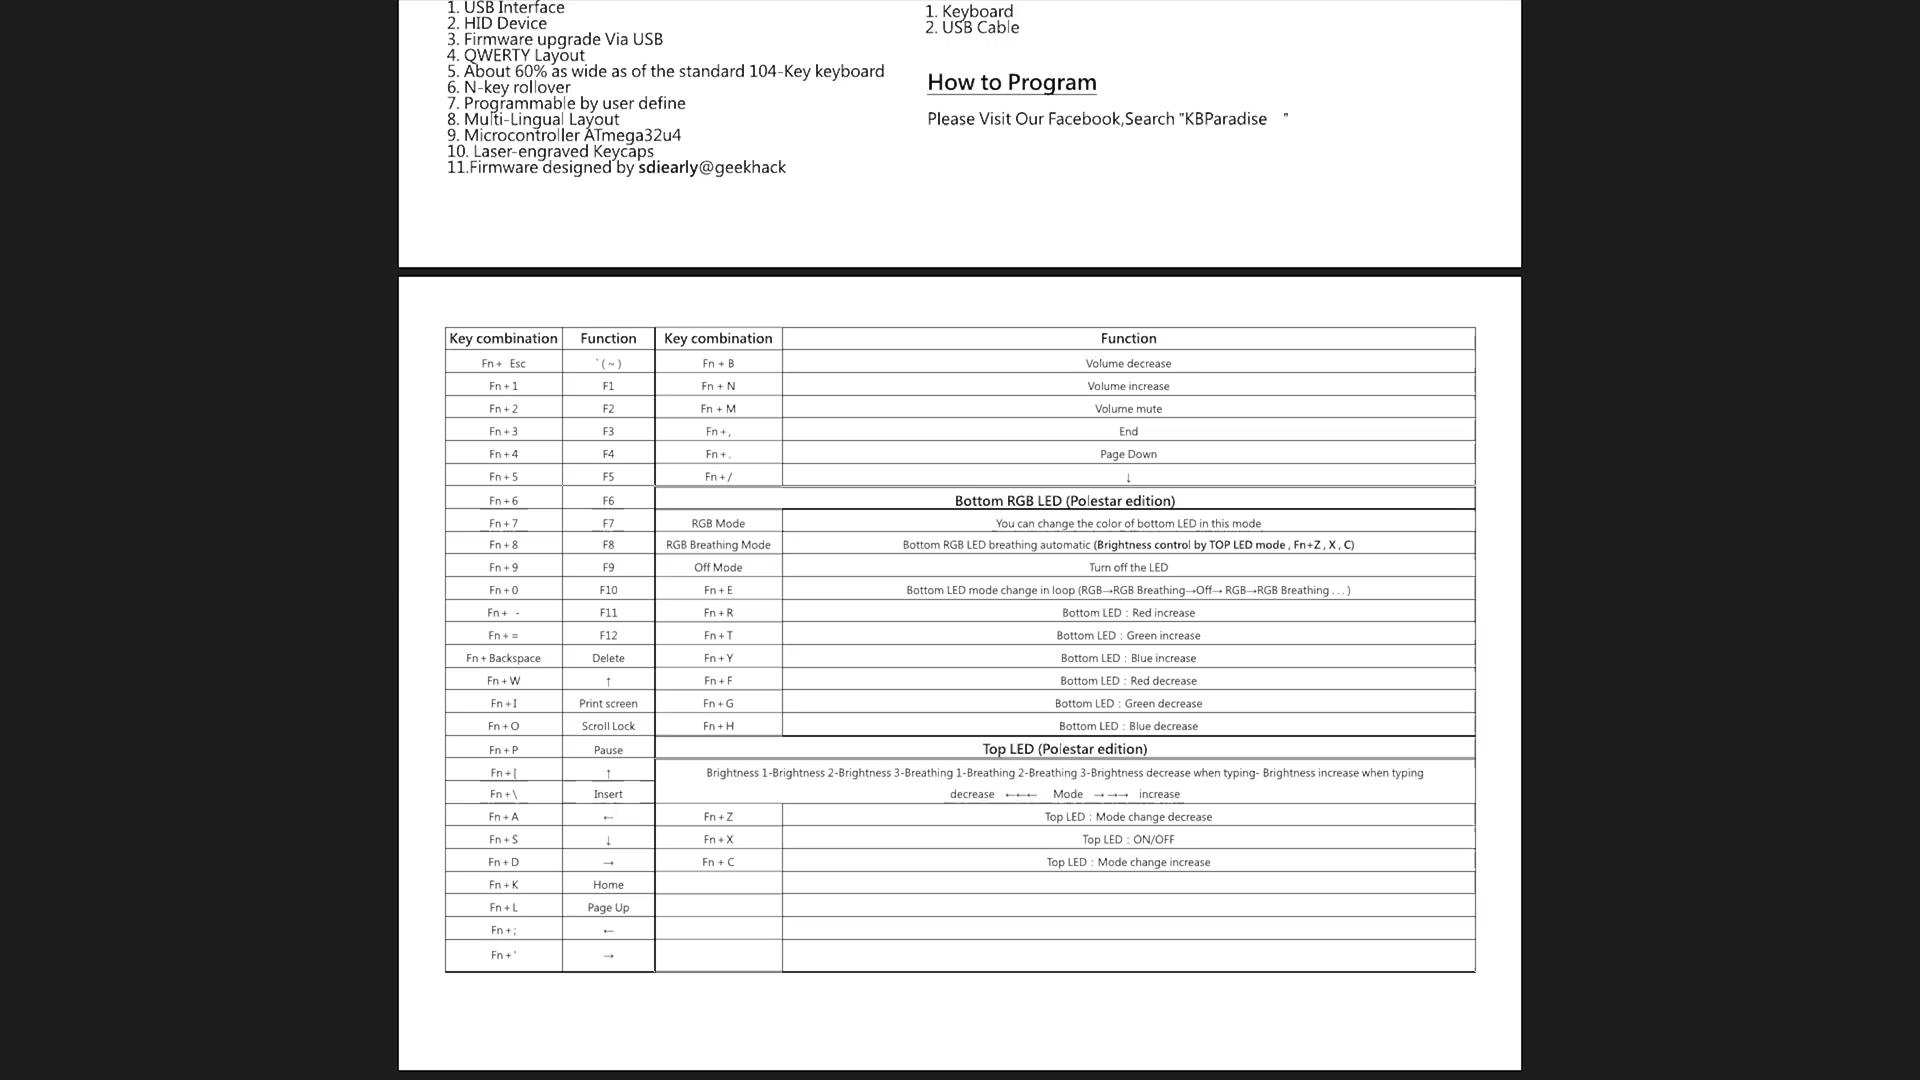 1. USB Interface
2. HID Device
3. Firmware upgrade Via USB
4. QWERTY Layout
5. About 60% as wide as of the standard 104-Key keyboard
6. N-key rollover
7. Programmable by user define
8. Multi-Lingual Layout
9. Microcontroller ATmega32u4
10. Laser-engraved Keycaps
11.Firmware designed by sdiearly@geekhack
1. Keyboard
2. USB Cable
How to Program
Please Visit Our Facebook,Search "KBParadise "
Key combination Function Key combination Function
Fn + Esc ` ( ~ ) Fn + B Volume decrease
Fn + 1 F1 Fn + N Volume increase
Fn + 2 F2 Fn + M Volume mute
Fn + 3 F3 Fn + , End
Fn + 4 F4 Fn + . Page Down
Fn + 5 F5 Fn + / ↓
Fn + 6 F6 Bottom RGB LED (Polestar edition)
Fn + 7 F7 RGB Mode You can change the color of bottom LED in this mode
Fn + 8 F8 RGB Breathing Mode Bottom RGB LED breathing automatic (Brightness control by TOP LED mode , Fn+Z , X , C)
Fn + 9 F9 Off Mode Turn off the LED
Fn + 0 F10 Fn + E Bottom LED mode change in loop (RGB→RGB Breathing→Off→ RGB→RGB Breathing . . . )
Fn + - F11 Fn + R Bottom LED : Red increase
Fn + = F12 Fn + T Bottom LED : Green increase
Fn + Backspace Delete Fn + Y Bottom LED : Blue increase
Fn + W ↑ Fn + F Bottom LED : Red decrease
Fn + I Print screen Fn + G Bottom LED : Green decrease
Fn + O Scroll Lock Fn + H Bottom LED : Blue decrease
Fn + P Pause Top LED (Polestar edition)
Fn + [ ↑ Brightness 1-Brightness 2-Brightness 3-Breathing 1-Breathing 2-Breathing 3-Brightness decrease when typing- Brightness increase when typing
Fn + \ Insert decrease ←←← Mode →→→ increase
Fn + A ← Fn + Z Top LED : Mode change decrease
Fn + S ↓ Fn + X Top LED : ON/OFF
Fn + D → Fn + C Top LED : Mode change increase
Fn + K Home
Fn + L Page Up
Fn + ; ←
Fn + ' →